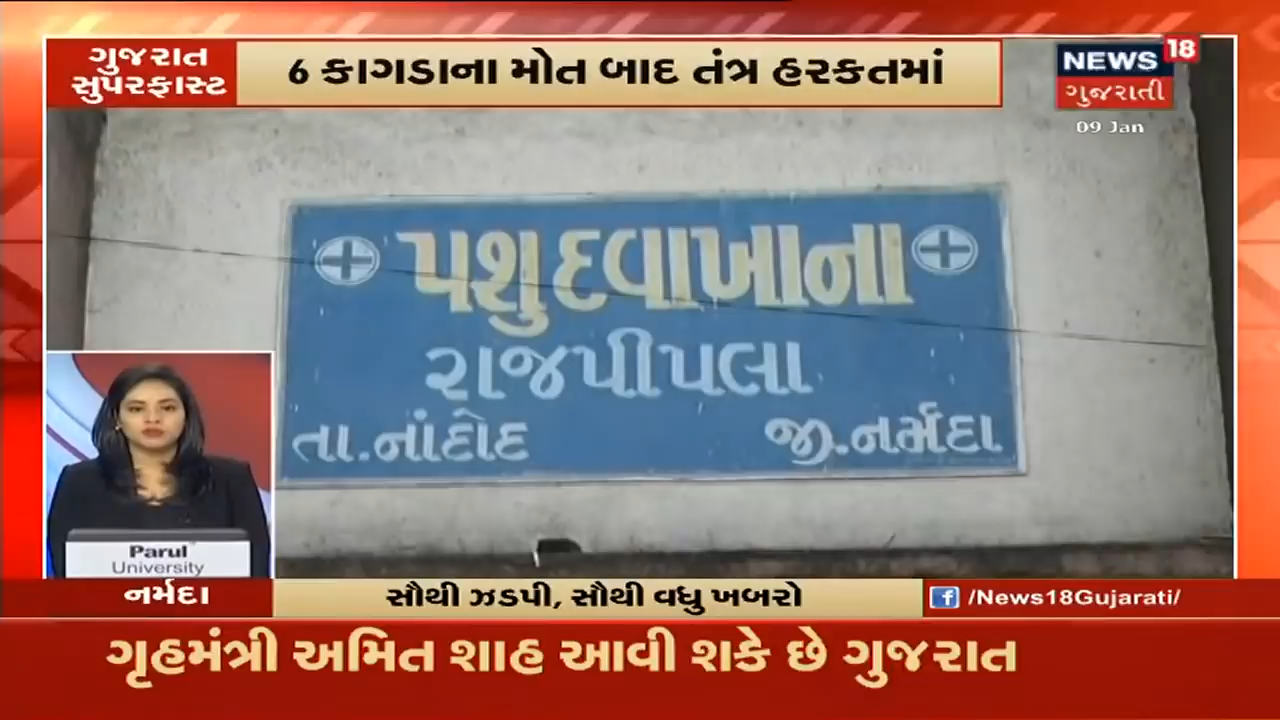 ગુજરાત
સુપરફાસ્ટ
6 કાગડાના મોત બાદ તંત્ર હરકતમાં
NEWS 18
ગુજરાતી
09 Jan
પશુ દવાખાના
રાજપીપલા
તા.નાંદોદ જી.નર્મદા
Parul
University
નર્મદા
સૌથી ઝડપી, સૌથી વધુ ખબરો
/News18Gujarati/
ગૃહમંત્રી અમિત શાહ આવી શકે છે ગુજરાત